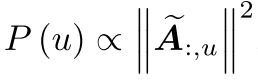 P (u) ∝ ‖Ã:,u‖²